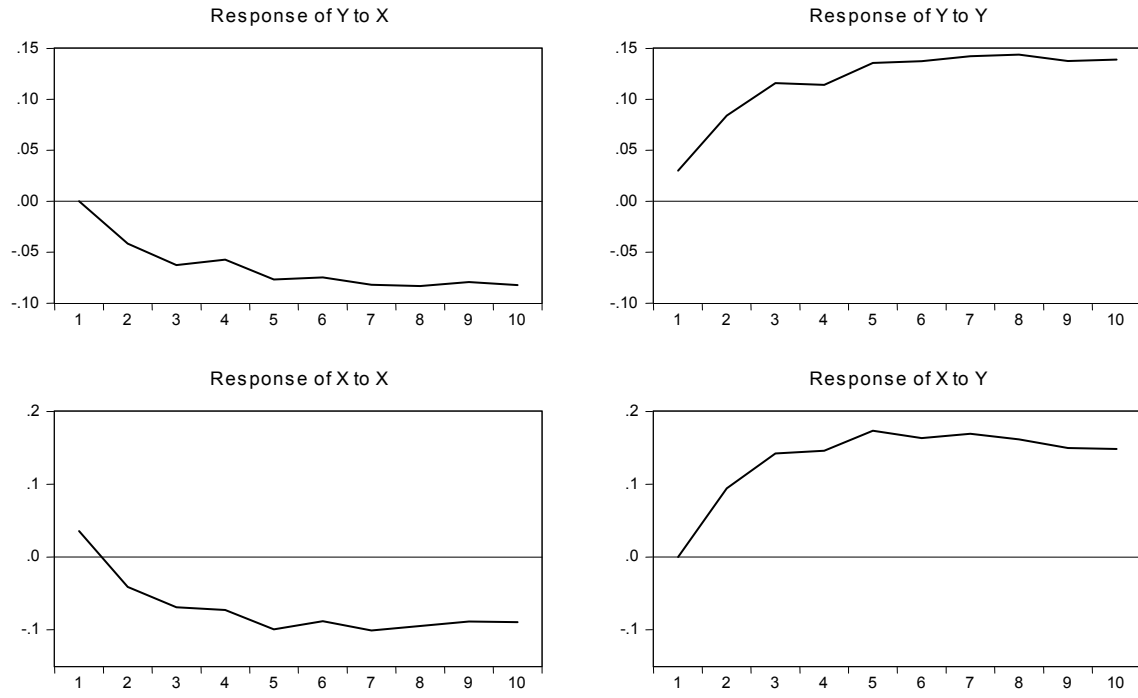 Response of Y to X
.15
.10
.05
.00
-.05
-.10
1 2 3 4 5 6 7 8 9 10
Response of Y to Y
.15
.10
.05
.00
-.05
-.10
1 2 3 4 5 6 7 8 9 10
Response of X to X
.2
.1
.0
-.1
1 2 3 4 5 6 7 8 9 10
Response of X to Y
.2
.1
.0
-.1
1 2 3 4 5 6 7 8 9 10